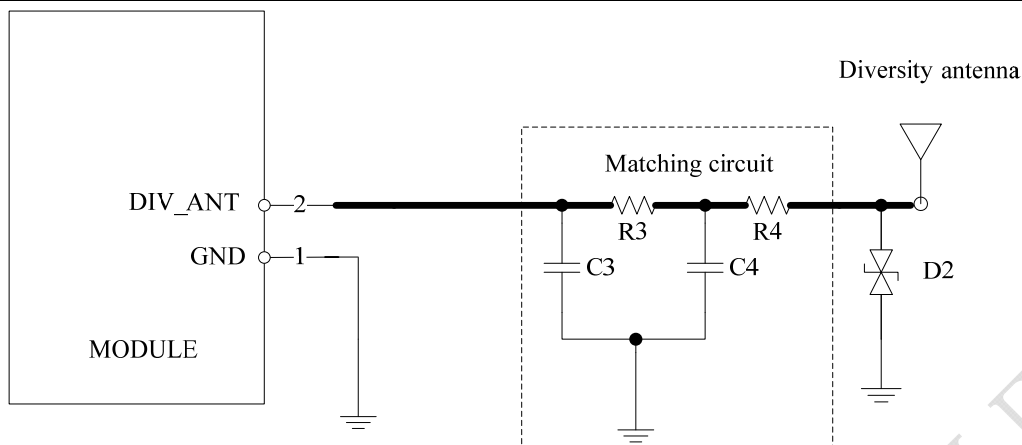 Diversity antenna
Matching circuit
DIV_ANT
2
R3
R4
GND
1
C3
C4
D2
MODULE